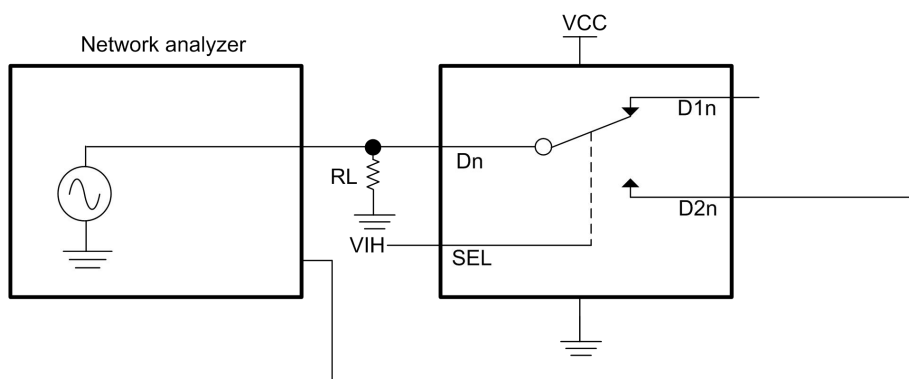 VCC
Network analyzer
D1n
Dn
RL
D2n
VIH
SEL